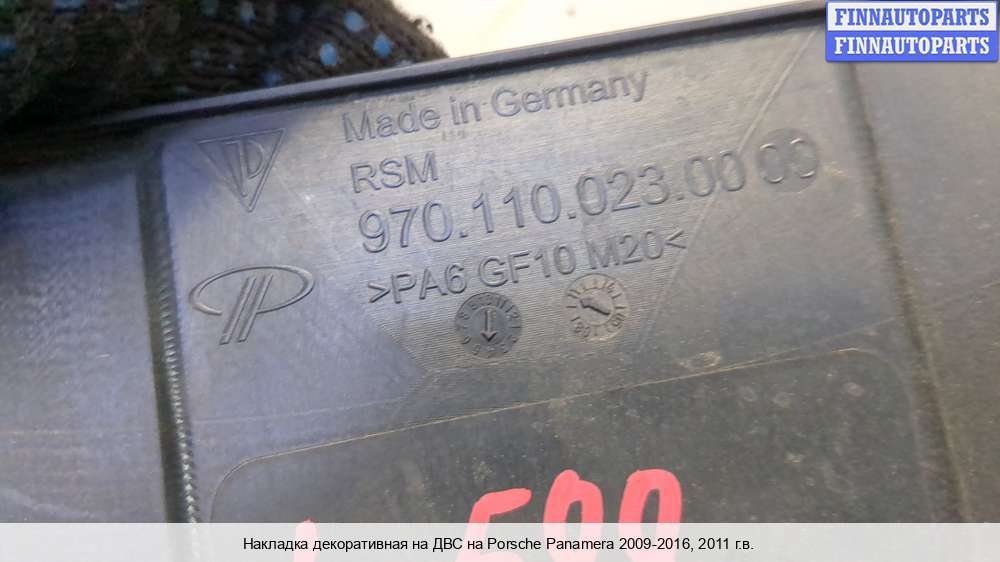 FINNAUTOPARTS
FINNAUTOPARTS
Made in Germany
RSM
970.110.023.00 00
>PA6 GF10 M20<
Накладка декоративная на ДВС на Porsche Panamera 2009-2016, 2011 г.в.